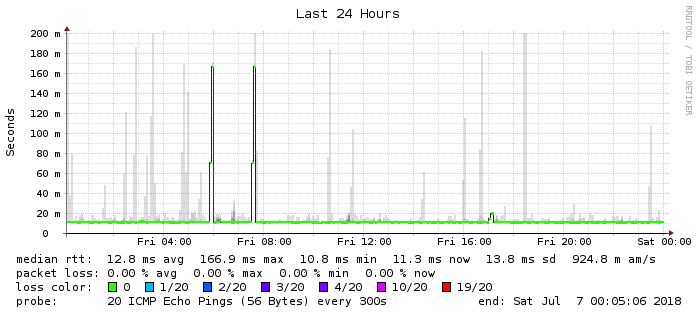 Last 24 Hours
RRDTOOL / TOBI OETIKER
Seconds
200 m
180 m
160 m
140 m
120 m
100 m
80 m
60 m
40 m
20 m
0
Fri 04:00 Fri 08:00 Fri 12:00 Fri 16:00 Fri 20:00 Sat 00:00
median rtt: 12.8 ms avg 166.9 ms max 10.8 ms min 11.3 ms now 13.8 ms sd 924.8 m am/s
packet loss: 0.00 % avg 0.00 % max 0.00 % min 0.00 % now
loss color: 0 1/20 2/20 3/20 4/20 10/20 19/20
probe: 20 ICMP Echo Pings (56 Bytes) every 300s end: Sat Jul 7 00:05:06 2018